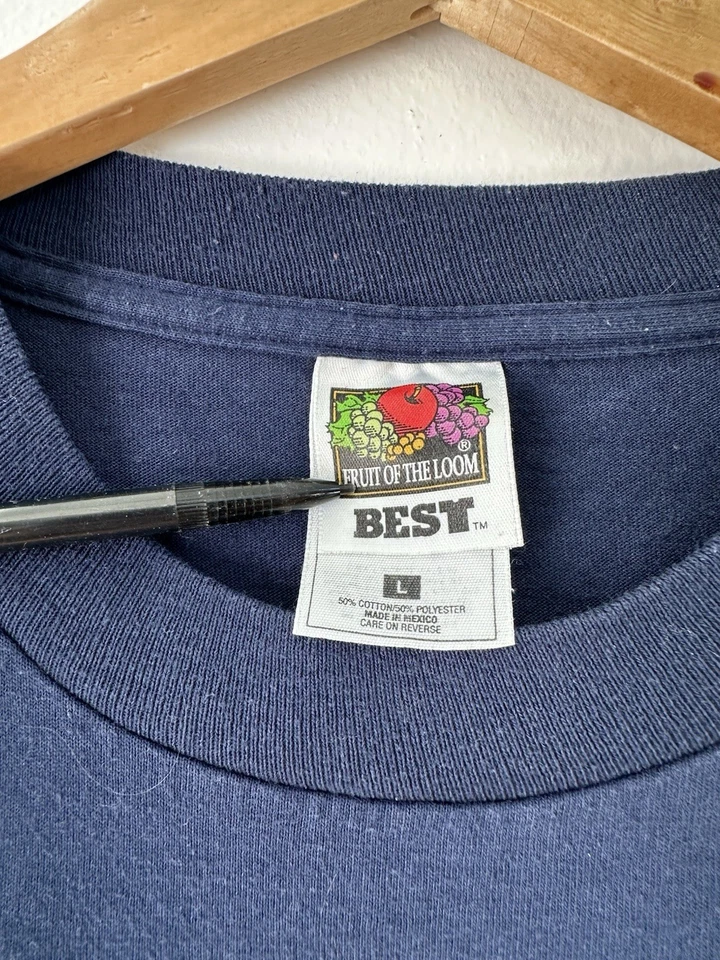 ®
FRUIT OF THE LOOM
BEST™
L
50% COTTON/50% POLYESTER
MADE IN MEXICO
CARE ON REVERSE